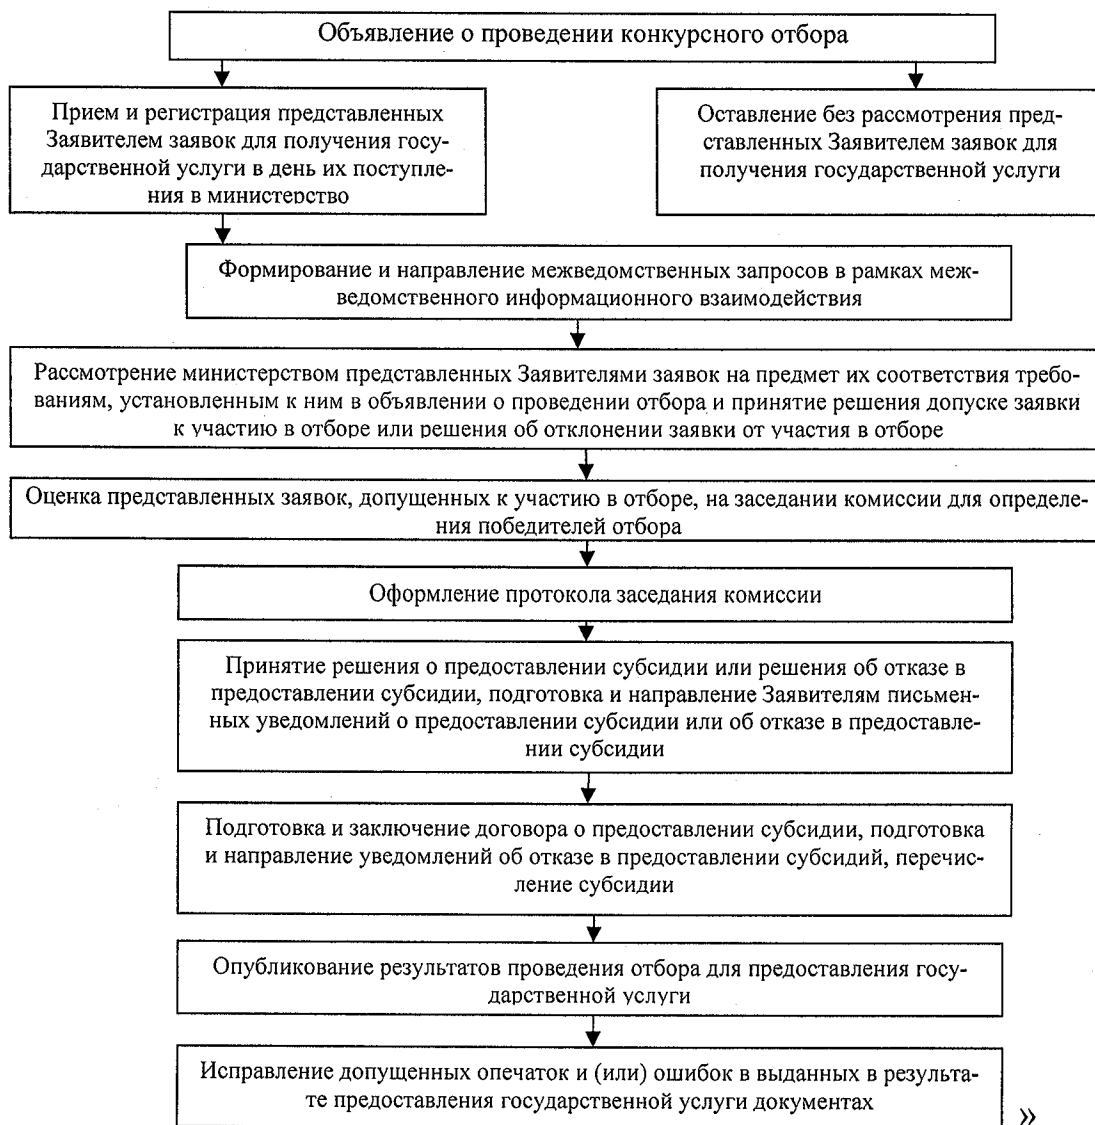 Объявление о проведении конкурсного отбора
Прием и регистрация представленных
Заявителем заявок для получения госу-
дарственной услуги в день их поступле-
ния в министерство
Оставление без рассмотрения пред-
ставленных Заявителем заявок для
получения государственной услуги
Формирование и направление межведомственных запросов в рамках меж-
ведомственного информационного взаимодействия
Рассмотрение министерством представленных Заявителями заявок на предмет их соответствия требо-
ваниям, установленным к ним в объявлении о проведении отбора и принятие решения допуске заявки
к участию в отборе или решения об отклонении заявки от участия в отборе
Оценка представленных заявок, допущенных к участию в отборе, на заседании комиссии для определе-
ния победителей отбора
Оформление протокола заседания комиссии
Принятие решения о предоставлении субсидии или решения об отказе в
предоставлении субсидии, подготовка и направление Заявителям письмен-
ных уведомлений о предоставлении субсидии или об отказе в предоставле-
нии субсидии
Подготовка и заключение договора о предоставлении субсидии, подготовка
и направление уведомлений об отказе в предоставлении субсидий, перечис-
ление субсидии
Опубликование результатов проведения отбора для предоставления госу-
дарственной услуги
Исправление допущенных опечаток и (или) ошибок в выданных в результа-
те предоставления государственной услуги документах
»